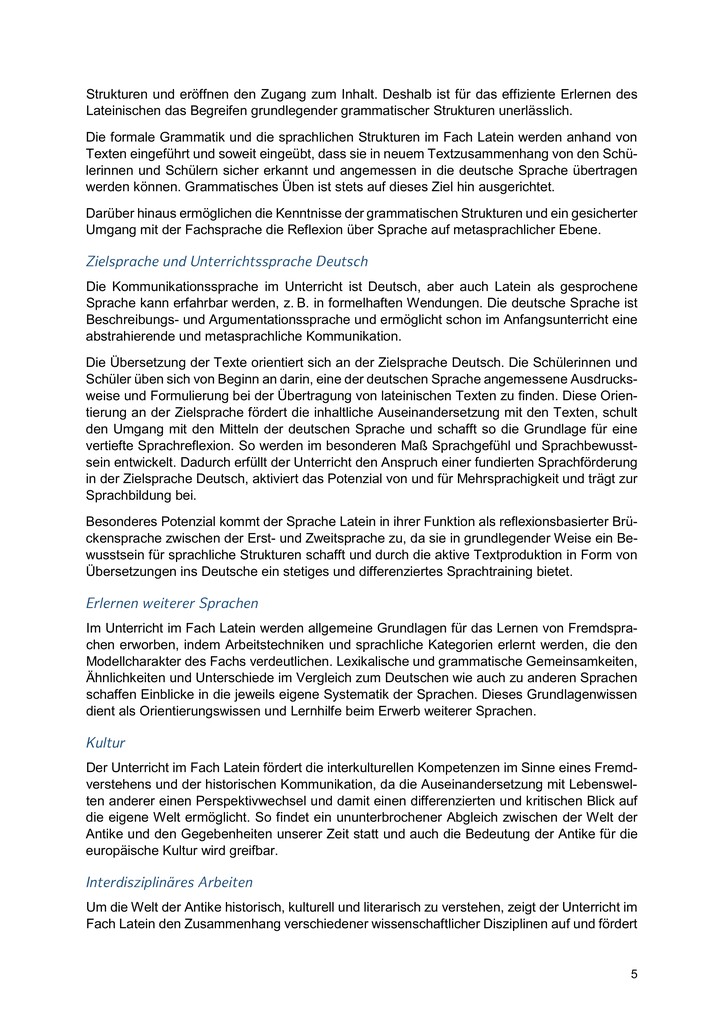 Strukturen und eröffnen den Zugang zum Inhalt. Deshalb ist für das effiziente Erlernen des
Lateinischen das Begreifen grundlegender grammatischer Strukturen unerlässlich.
Die formale Grammatik und die sprachlichen Strukturen im Fach Latein werden anhand von
Texten eingeführt und soweit eingeübt, dass sie in neuem Textzusammenhang von den Schü-
lerinnen und Schülern sicher erkannt und angemessen in die deutsche Sprache übertragen
werden können. Grammatisches Üben ist stets auf dieses Ziel hin ausgerichtet.
Darüber hinaus ermöglichen die Kenntnisse der grammatischen Strukturen und ein gesicherter
Umgang mit der Fachsprache die Reflexion über Sprache auf metasprachlicher Ebene.
Zielsprache und Unterrichtssprache Deutsch
Die Kommunikationssprache im Unterricht ist Deutsch, aber auch Latein als gesprochene
Sprache kann erfahrbar werden, z. B. in formelhaften Wendungen. Die deutsche Sprache ist
Beschreibungs- und Argumentationssprache und ermöglicht schon im Anfangsunterricht eine
abstrahierende und metasprachliche Kommunikation.
Die Übersetzung der Texte orientiert sich an der Zielsprache Deutsch. Die Schülerinnen und
Schüler üben sich von Beginn an darin, eine der deutschen Sprache angemessene Ausdrucks-
weise und Formulierung bei der Übertragung von lateinischen Texten zu finden. Diese Orien-
tierung an der Zielsprache fördert die inhaltliche Auseinandersetzung mit den Texten, schult
den Umgang mit den Mitteln der deutschen Sprache und schafft so die Grundlage für eine
vertiefte Sprachreflexion. So werden im besonderen Maß Sprachgefühl und Sprachbewusst-
sein entwickelt. Dadurch erfüllt der Unterricht den Anspruch einer fundierten Sprachförderung
in der Zielsprache Deutsch, aktiviert das Potenzial von und für Mehrsprachigkeit und trägt zur
Sprachbildung bei.
Besonderes Potenzial kommt der Sprache Latein in ihrer Funktion als reflexionsbasierter Brü-
ckensprache zwischen der Erst- und Zweitsprache zu, da sie in grundlegender Weise ein Be-
wusstsein für sprachliche Strukturen schafft und durch die aktive Textproduktion in Form von
Übersetzungen ins Deutsche ein stetiges und differenziertes Sprachtraining bietet.
Erlernen weiterer Sprachen
Im Unterricht im Fach Latein werden allgemeine Grundlagen für das Lernen von Fremdspra-
chen erworben, indem Arbeitstechniken und sprachliche Kategorien erlernt werden, die den
Modellcharakter des Fachs verdeutlichen. Lexikalische und grammatische Gemeinsamkeiten,
Ähnlichkeiten und Unterschiede im Vergleich zum Deutschen wie auch zu anderen Sprachen
schaffen Einblicke in die jeweils eigene Systematik der Sprachen. Dieses Grundlagenwissen
dient als Orientierungswissen und Lernhilfe beim Erwerb weiterer Sprachen.
Kultur
Der Unterricht im Fach Latein fördert die interkulturellen Kompetenzen im Sinne eines Fremd-
verstehens und der historischen Kommunikation, da die Auseinandersetzung mit Lebenswel-
ten anderer einen Perspektivwechsel und damit einen differenzierten und kritischen Blick auf
die eigene Welt ermöglicht. So findet ein ununterbrochener Abgleich zwischen der Welt der
Antike und den Gegebenheiten unserer Zeit statt und auch die Bedeutung der Antike für die
europäische Kultur wird greifbar.
Interdisziplinäres Arbeiten
Um die Welt der Antike historisch, kulturell und literarisch zu verstehen, zeigt der Unterricht im
Fach Latein den Zusammenhang verschiedener wissenschaftlicher Disziplinen auf und fördert
5